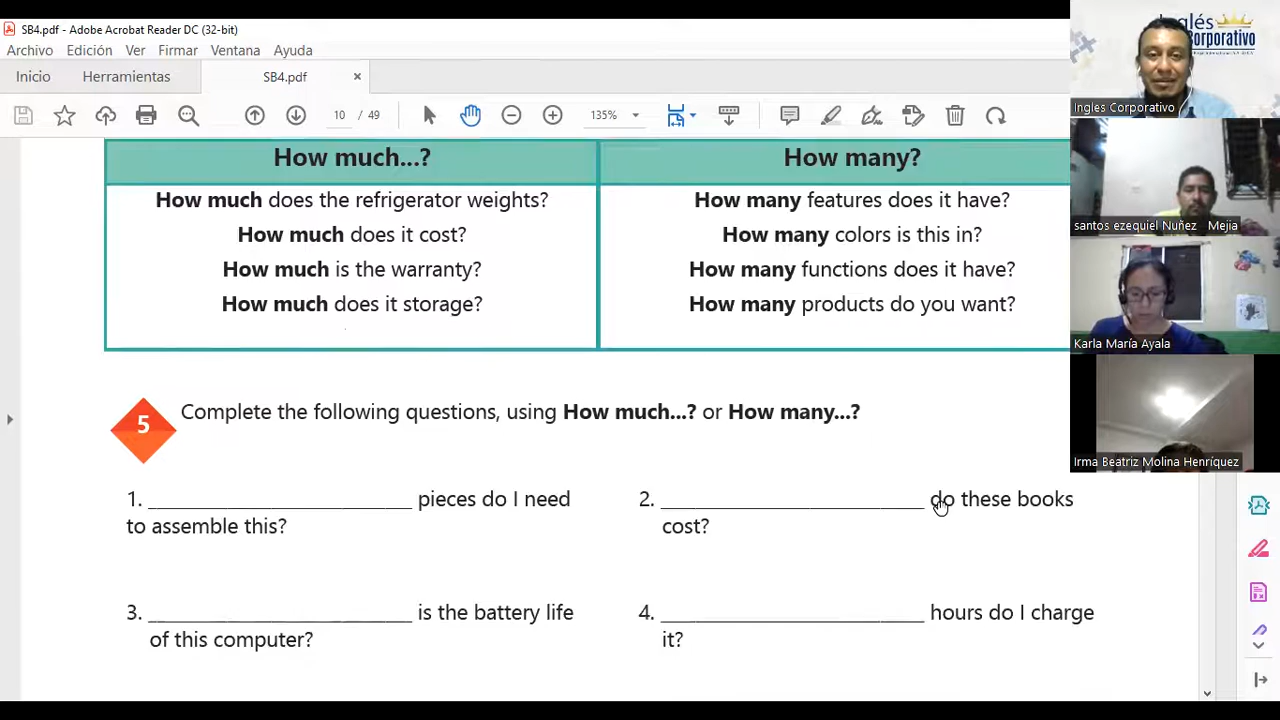 SB4.pdf - Adobe Acrobat Reader DC (32-bit)
Archivo Edición Ver Firmar Ventana Ayuda
Inicio Herramientas SB4.pdf ×
10 / 49 135%
Inglés
Corporativo
Ingles Corporativo
santos ezequiel Nuñez Mejia
Karla María Ayala
Irma Beatriz Molina Henríquez
How much...?
How much does the refrigerator weights?
How much does it cost?
How much is the warranty?
How much does it storage?
How many?
How many features does it have?
How many colors is this in?
How many functions does it have?
How many products do you want?
5 Complete the following questions, using How much...? or How many...?
1. __________________________ pieces do I need
to assemble this?
2. __________________________ do these books
cost?
3. __________________________ is the battery life
of this computer?
4. __________________________ hours do I charge
it?